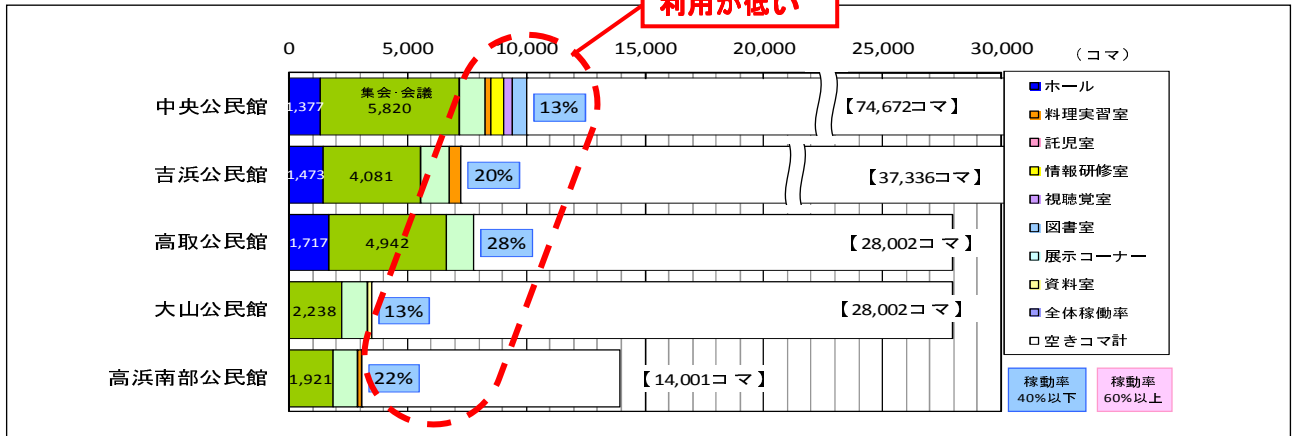 利用が低い
0 5,000 10,000 15,000 20,000 25,000 30,000 （コマ）
中央公民館 1,377 集会・会議 5,820 13% 【74,672コマ】
吉浜公民館 1,473 4,081 20% 【37,336コマ】
高取公民館 1,717 4,942 28% 【28,002コマ】
大山公民館 2,238 13% 【28,002コマ】
高浜南部公民館 1,921 22% 【14,001コマ】
ホール
料理実習室
託児室
情報研修室
視聴覚室
図書室
展示コーナー
資料室
全体稼働率
空きコマ計
稼動率
40%以下
稼動率
60%以上